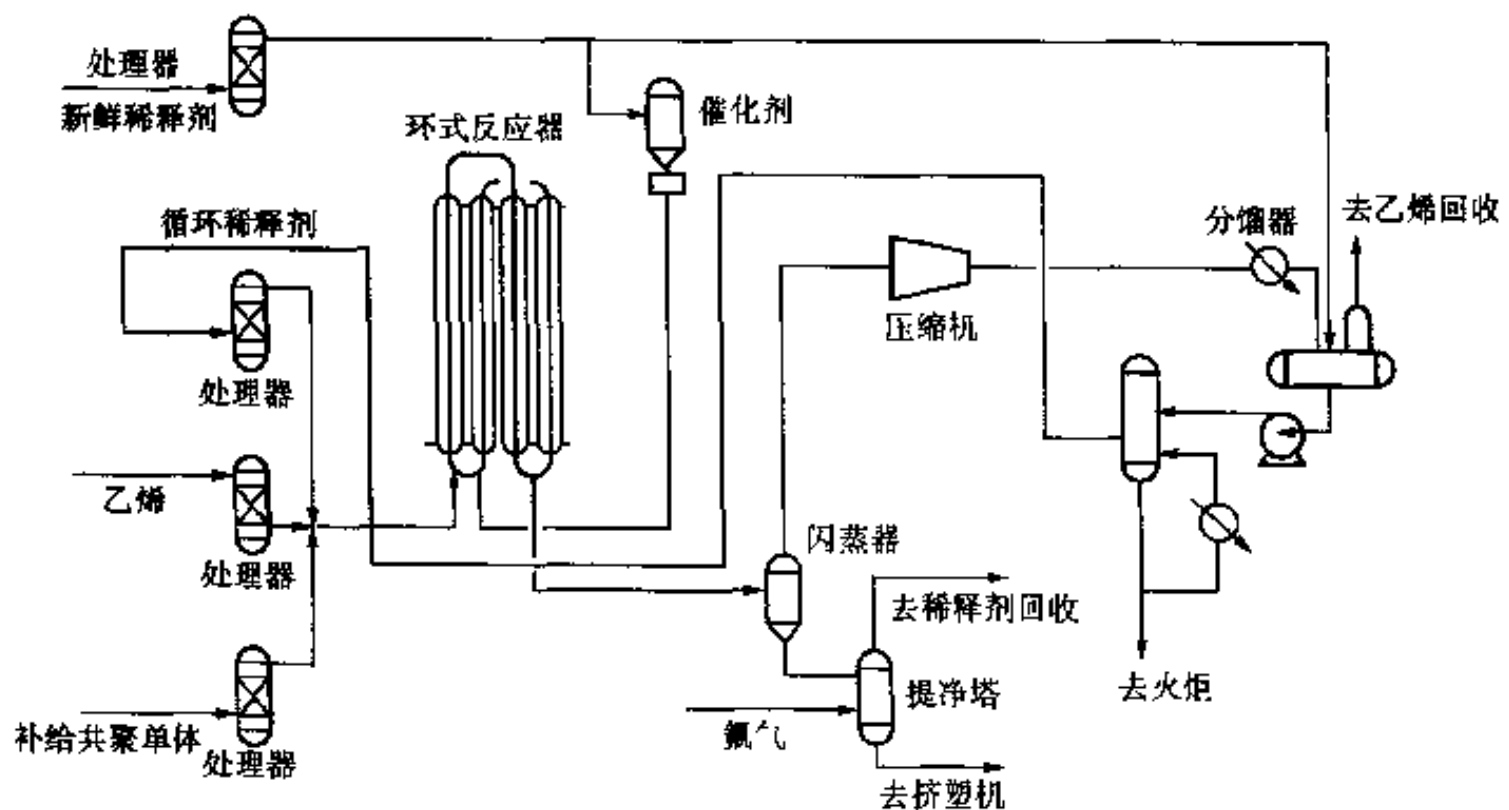 处理器
新鲜稀释剂
催化剂
环式反应器
循环稀释剂
分馏器
去乙烯回收
压缩机
处理器
乙烯
处理器
闪蒸器
去稀释剂回收
提净塔
去火炬
补给共聚单体
处理器
氮气
去挤塑机